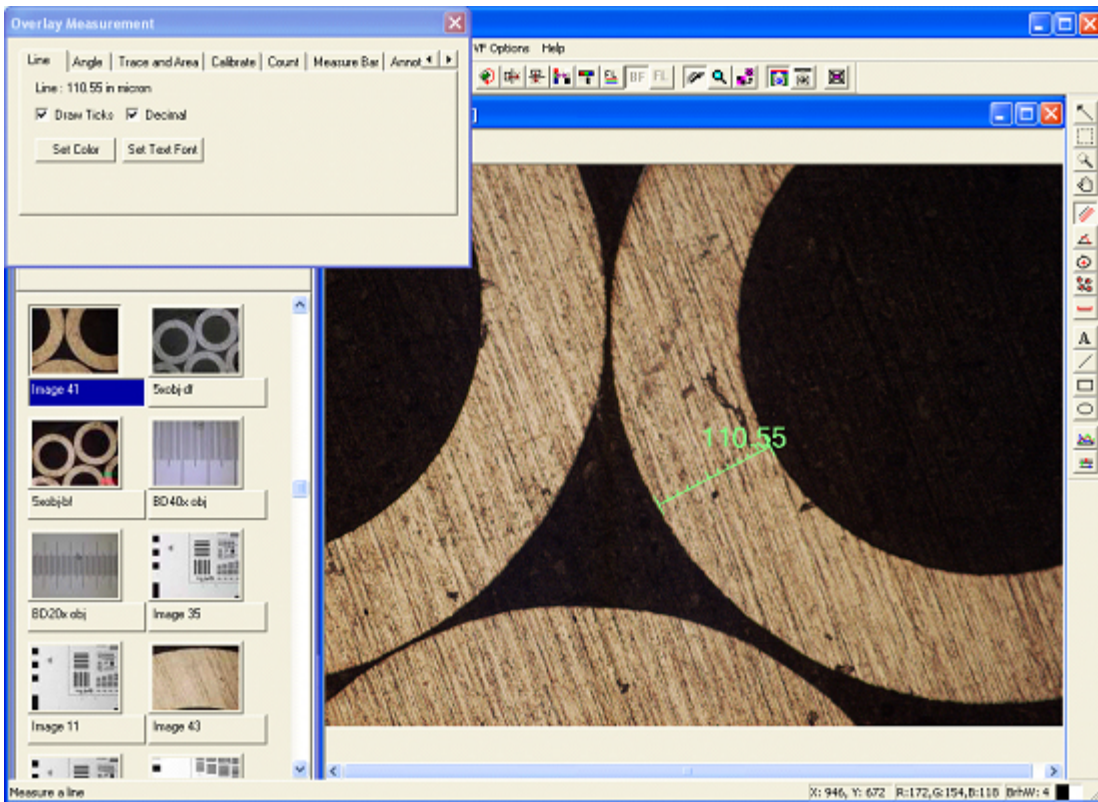 Overlay Measurement
VF Options Help
Line Angle Trace and Area Calibrate Count Measure Bar Annot
Line : 110.55 in micron
Draw Ticks Decimal
Set Color Set Text Font
BF FL
110.55
Image 41 5xobj-df
5xobj-bf BD40x obj
BD20x obj Image 35
Image 11 Image 43
A
Measure a line X: 946, Y: 672 R:172,G:154,B:118 BrhW: 4